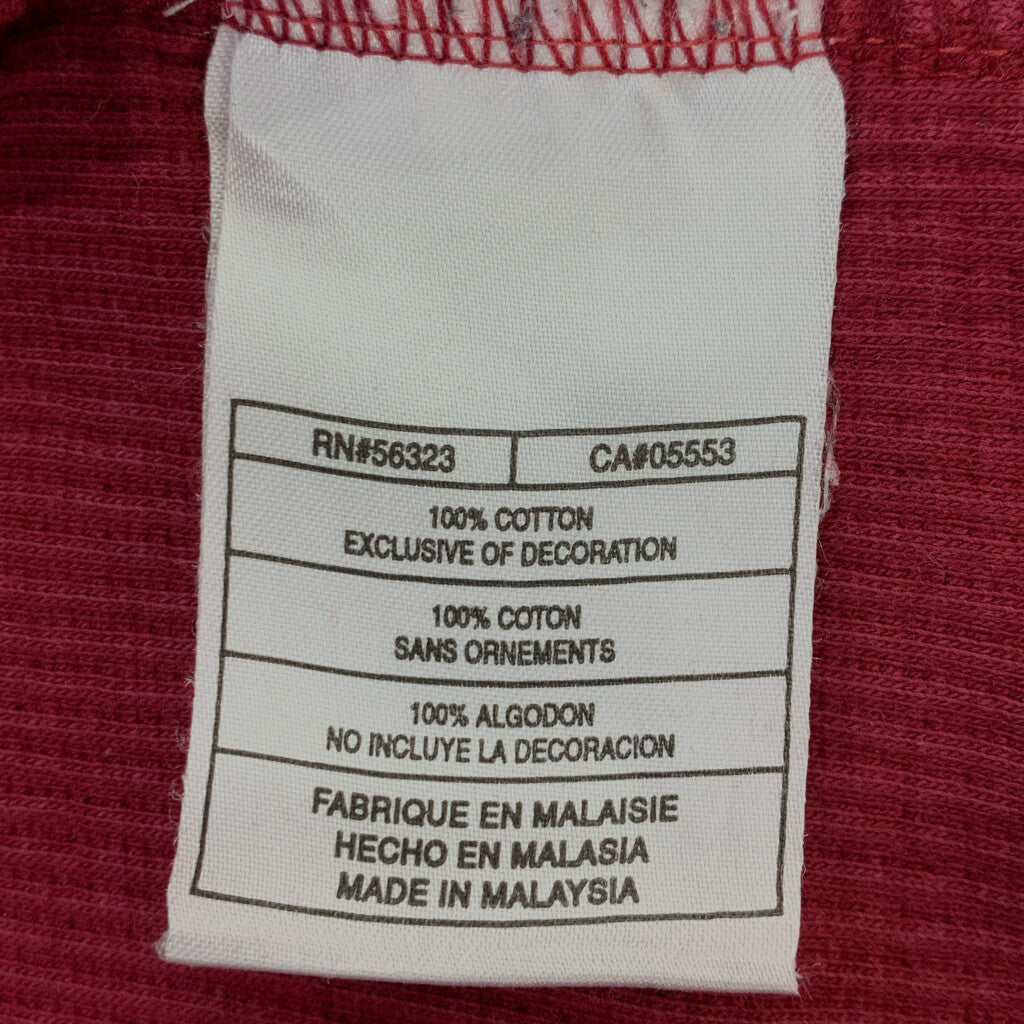 RN#56323 CA#05553
100% COTTON
EXCLUSIVE OF DECORATION
100% COTON
SANS ORNEMENTS
100% ALGODON
NO INCLUYE LA DECORACION
FABRIQUE EN MALAISIE
HECHO EN MALASIA
MADE IN MALAYSIA